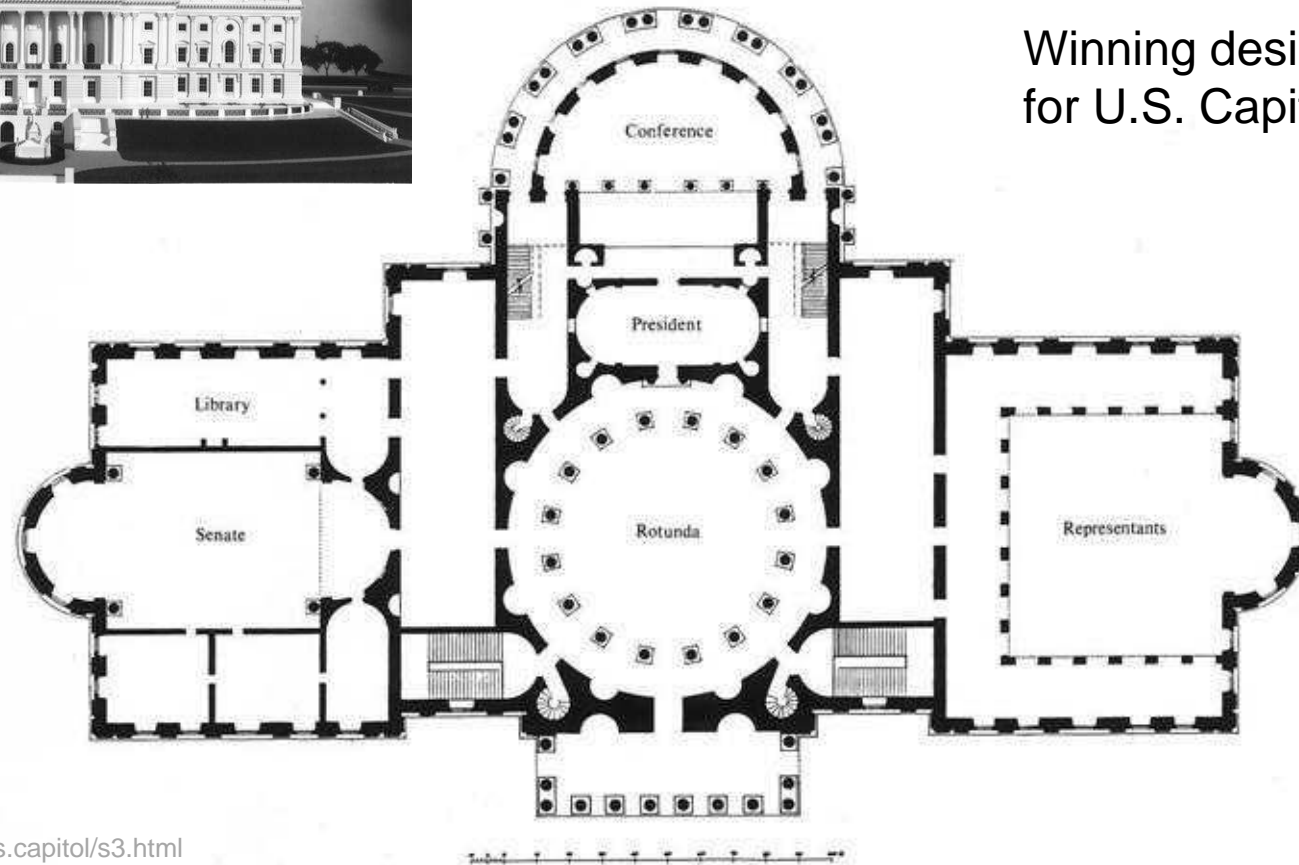 Winning desi
for U.S. Capi
Conference
President
Library
Senate
Rotunda
Representants
s.capitol/s3.html